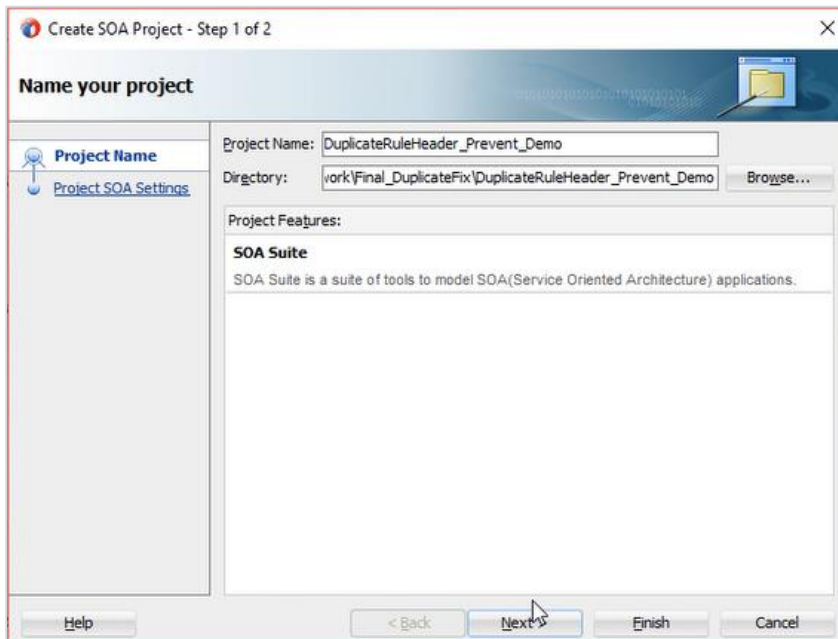 Create SOA Project - Step 1 of 2
Name your project
Project Name
Project SOA Settings
Project Name: DuplicateRuleHeader_Prevent_Demo
Directory: work\Final_DuplicateFix\DuplicateRuleHeader_Prevent_Demo Browse...
Project Features:
SOA Suite
SOA Suite is a suite of tools to model SOA(Service Oriented Architecture) applications.
Help < Back Next > Finish Cancel